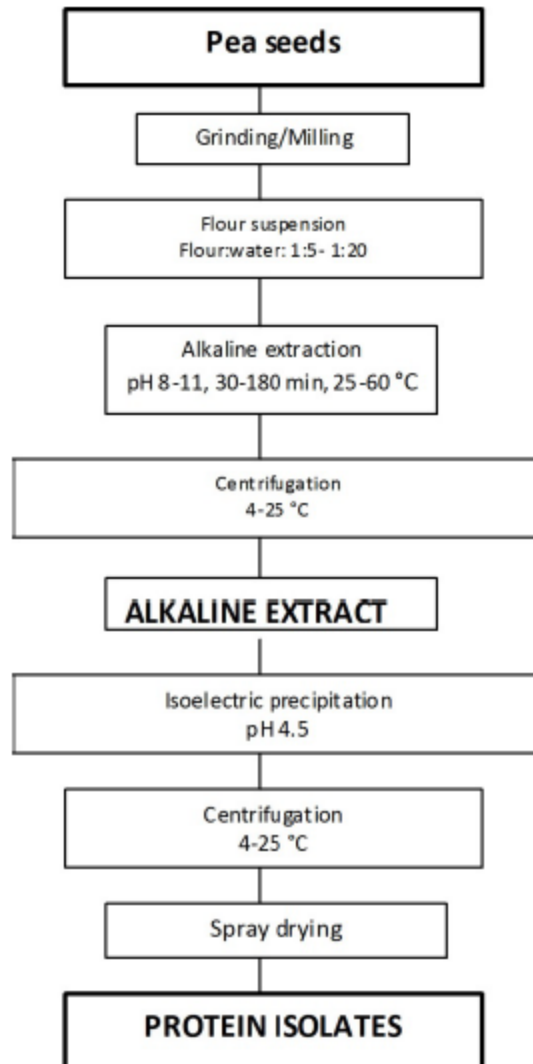 Pea seeds
Grinding/Milling
Flour suspension
Flour:water: 1:5- 1:20
Alkaline extraction
pH 8-11, 30-180 min, 25-60 °C
Centrifugation
4-25 °C
ALKALINE EXTRACT
Isoelectric precipitation
pH 4.5
Centrifugation
4-25 °C
Spray drying
PROTEIN ISOLATES